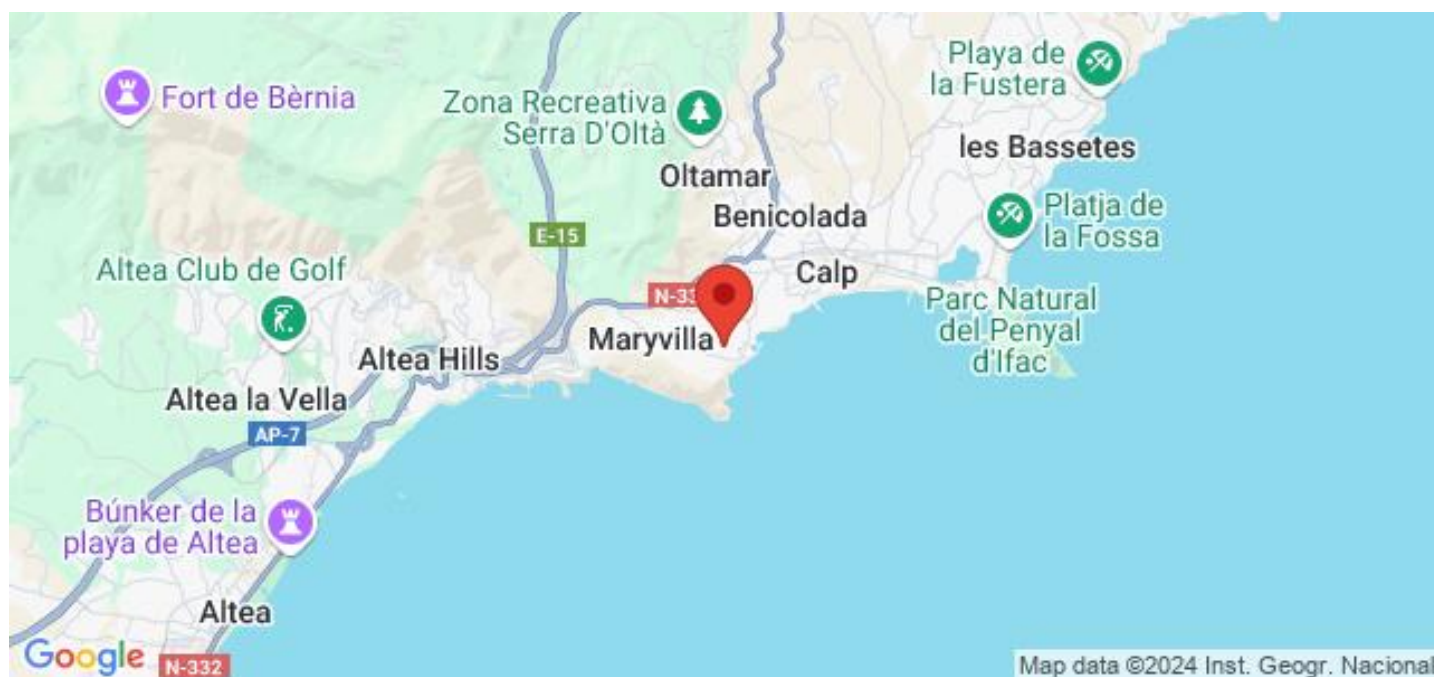 Fort de Bèrnia
Zona Recreativa
Serra D'Oltà
Playa de
la Fustera
les Bassetes
Oltamar
Benicolada
Platja de
la Fossa
E-15
Altea Club de Golf
Calp
Parc Natural
del Penyal
d'Ifac
Maryvilla
Altea Hills
Altea la Vella
AP-7
Búnker de la
playa de Altea
Altea
Google
N-332
Map data ©2024 Inst. Geogr. Nacional